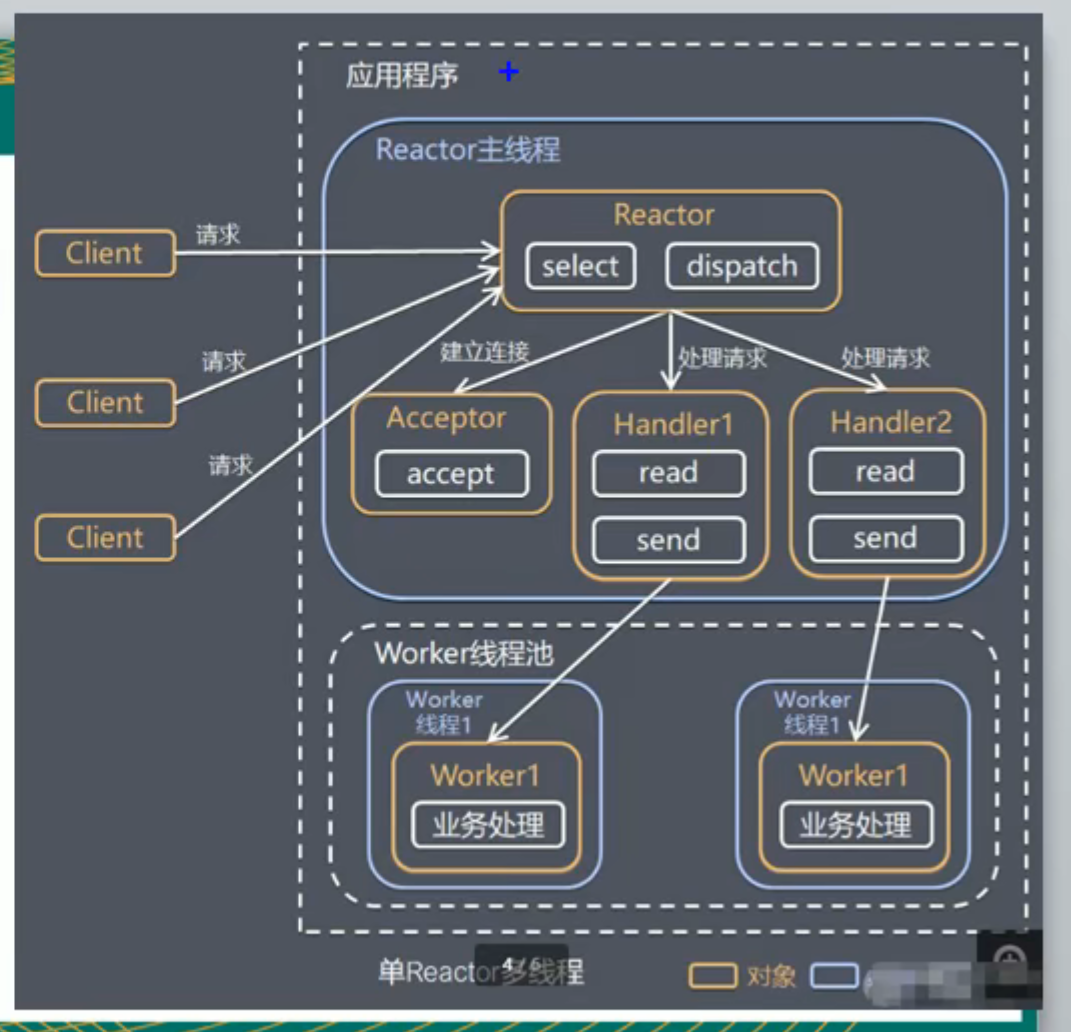 应用程序
Reactor主线程
Reactor
select
dispatch
Client
请求
Client
请求
Client
请求
建立连接
处理请求
处理请求
Acceptor
accept
Handler1
read
send
Handler2
read
send
Worker线程池
Worker
线程1
Worker1
业务处理
Worker
线程1
Worker1
业务处理
单Reactor多线程
4 / 6
对象